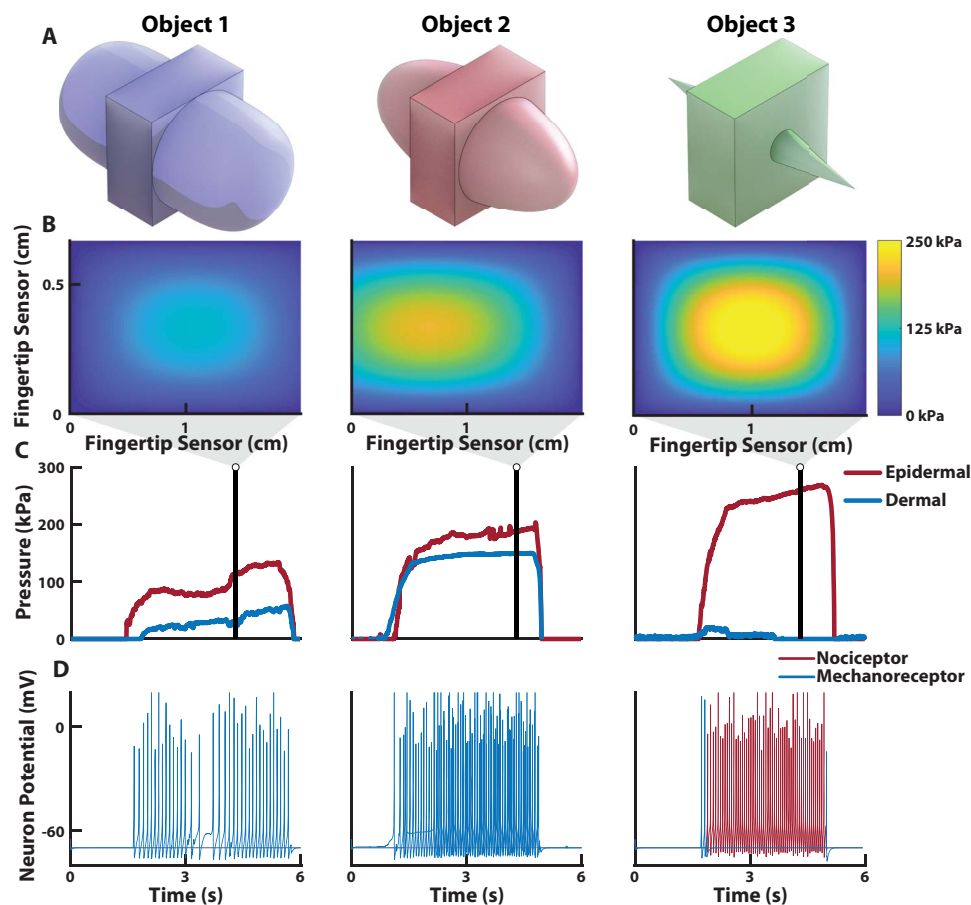 A
Object 1
Object 2
Object 3
B
Fingertip Sensor (cm)
0.5
0
0
1
Fingertip Sensor (cm)
0
1
Fingertip Sensor (cm)
0
1
Fingertip Sensor (cm)
250 kPa
125 kPa
0 kPa
C
Pressure (kPa)
300
200
100
0
Epidermal
Dermal
D
Neuron Potential (mV)
0
-60
Nociceptor
Mechanoreceptor
0
6
Time (s)
0
6
Time (s)
0
6
Time (s)